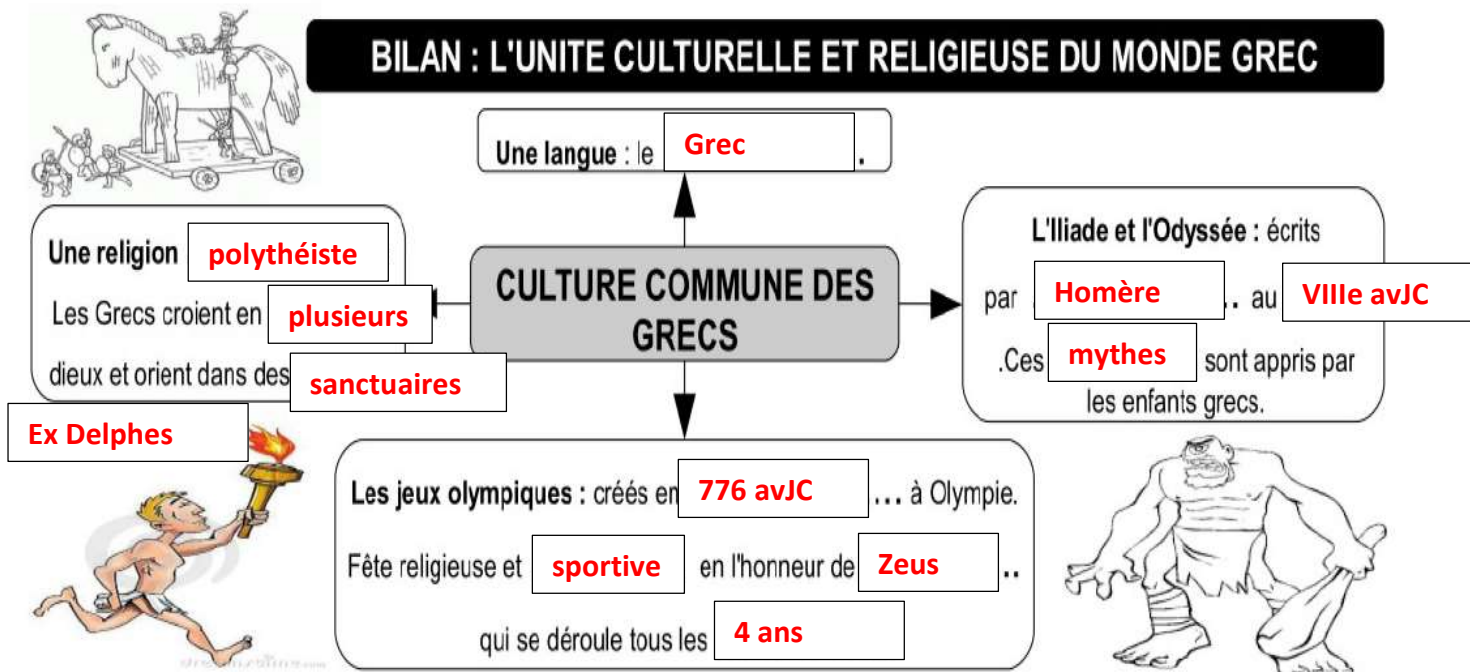 BILAN : L'UNITE CULTURELLE ET RELIGIEUSE DU MONDE GREC
Une langue : le Grec .
Une religion polythéiste
Les Grecs croient en plusieurs
dieux et orient dans des sanctuaires
Ex Delphes
CULTURE COMMUNE DES
GRECS
L'Iliade et l'Odyssée : écrits
par Homère .. au VIIIe avJC
.Ces mythes sont appris par
les enfants grecs.
Les jeux olympiques : créés en 776 avJC ... à Olympie.
Fête religieuse et sportive en l'honneur de Zeus ..
qui se déroule tous les 4 ans